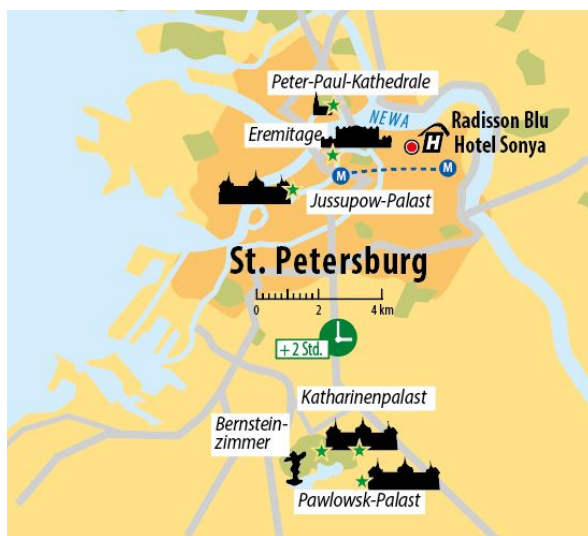 Peter-Paul-Kathedrale
NEWA
Radisson Blu
Hotel Sonya
H
Eremitage
M
M
Jussupow-Palast
St. Petersburg
0 2 4 km
+ 2 Std.
Katharinenpalast
Bernstein-
zimmer
Pawlowsk-Palast